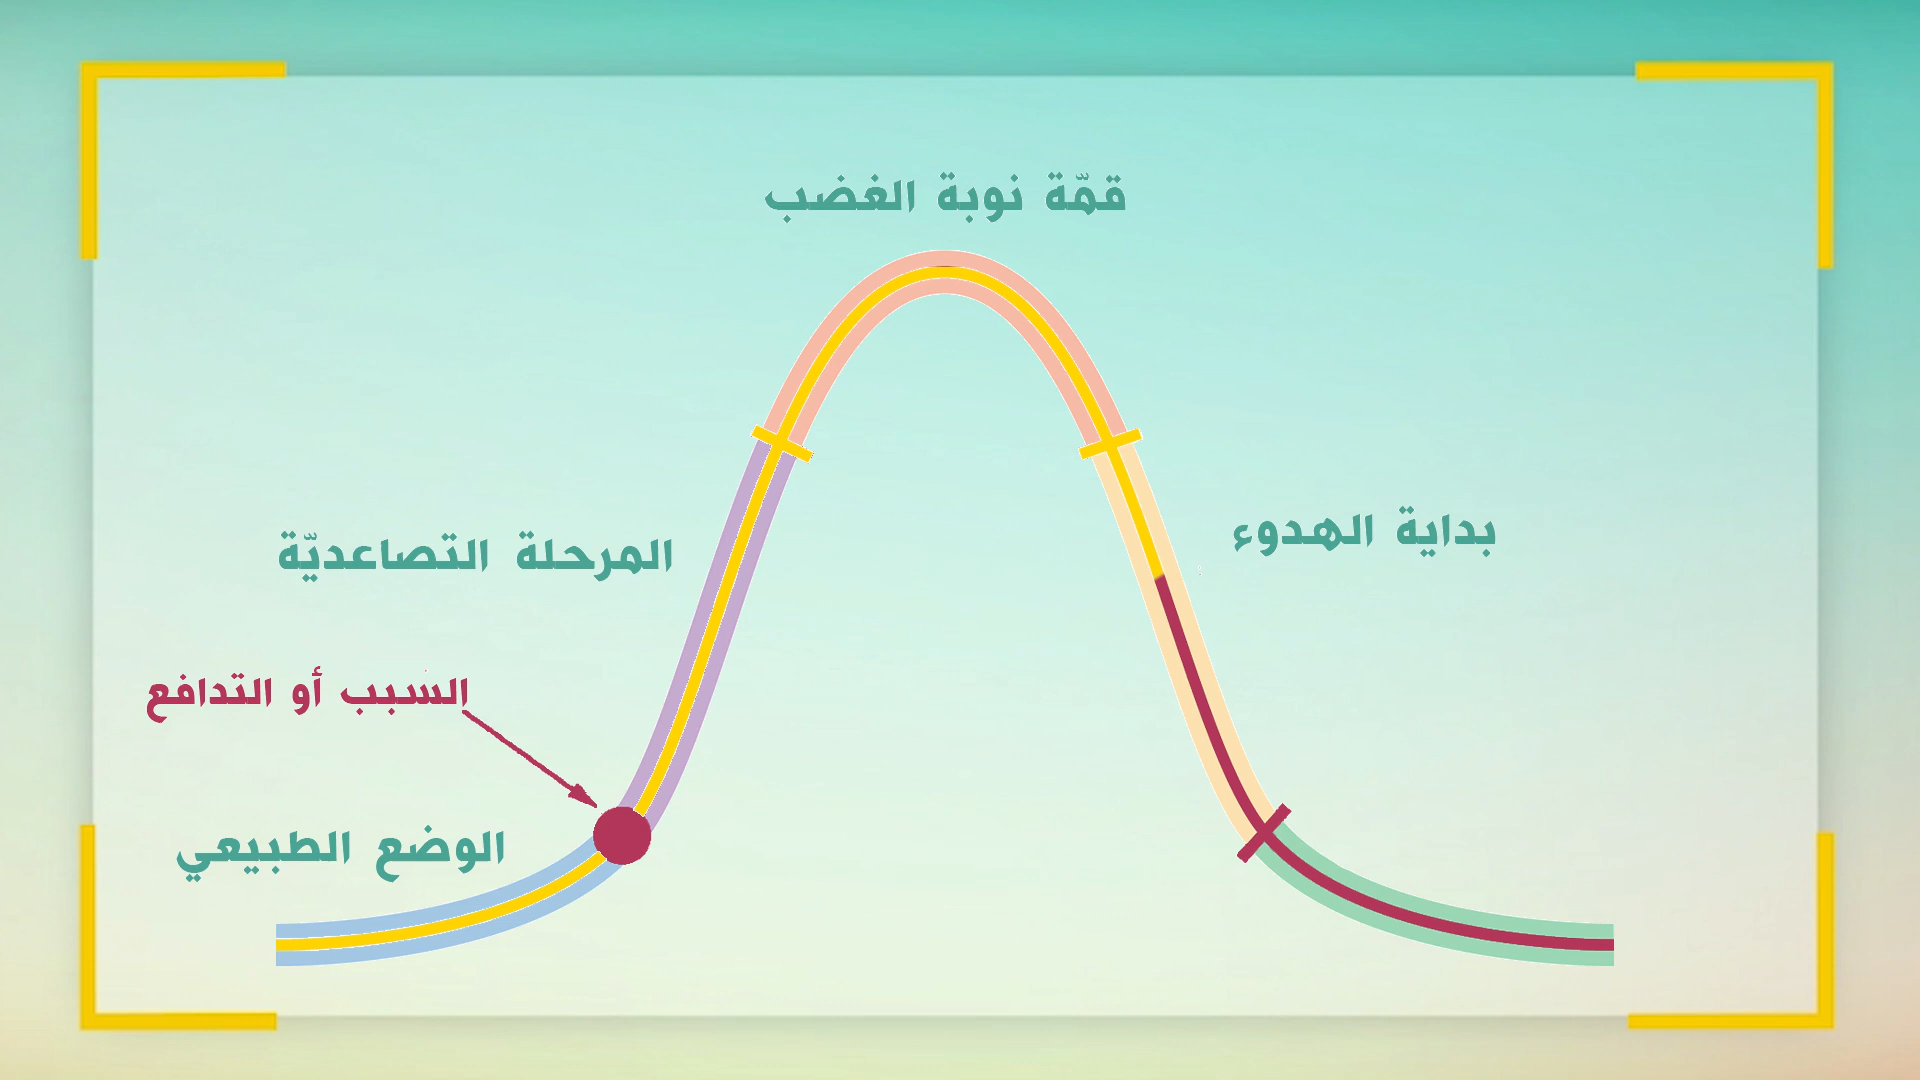 قمّة نوبة الغضب
بداية الهدوء
المرحلة التصاعديّة
السبب أو التدافع
الوضع الطبيعي